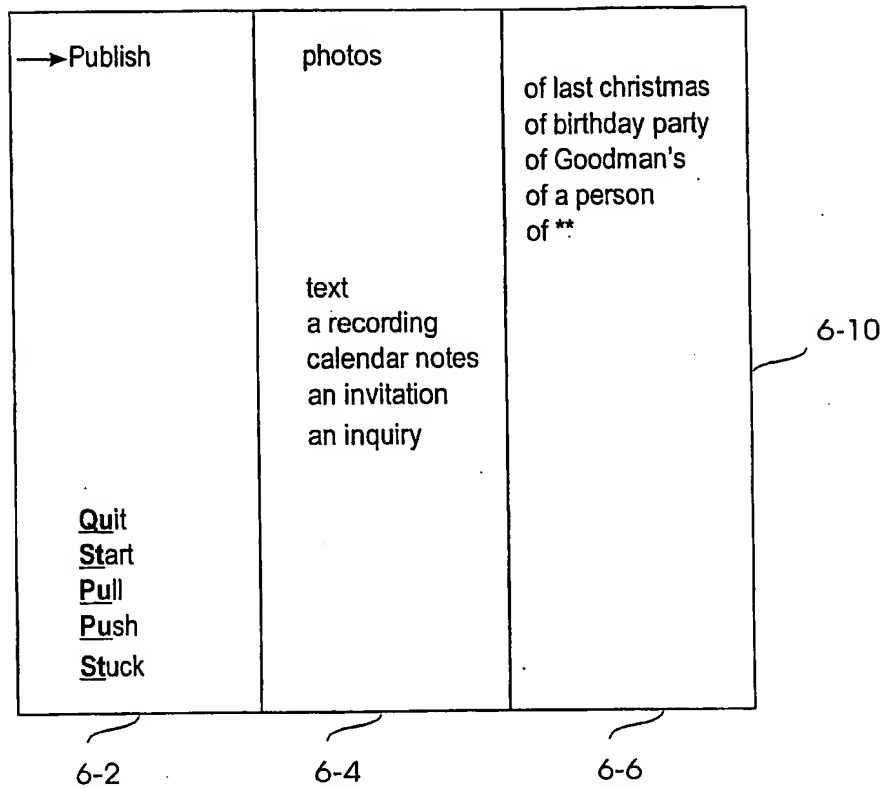 Publish
photos
of last christmas
of birthday party
of Goodman's
of a person
of **
text
a recording
calendar notes
an invitation
an inquiry
Quit
Start
Pull
Push
Stuck
6-10
6-2
6-4
6-6